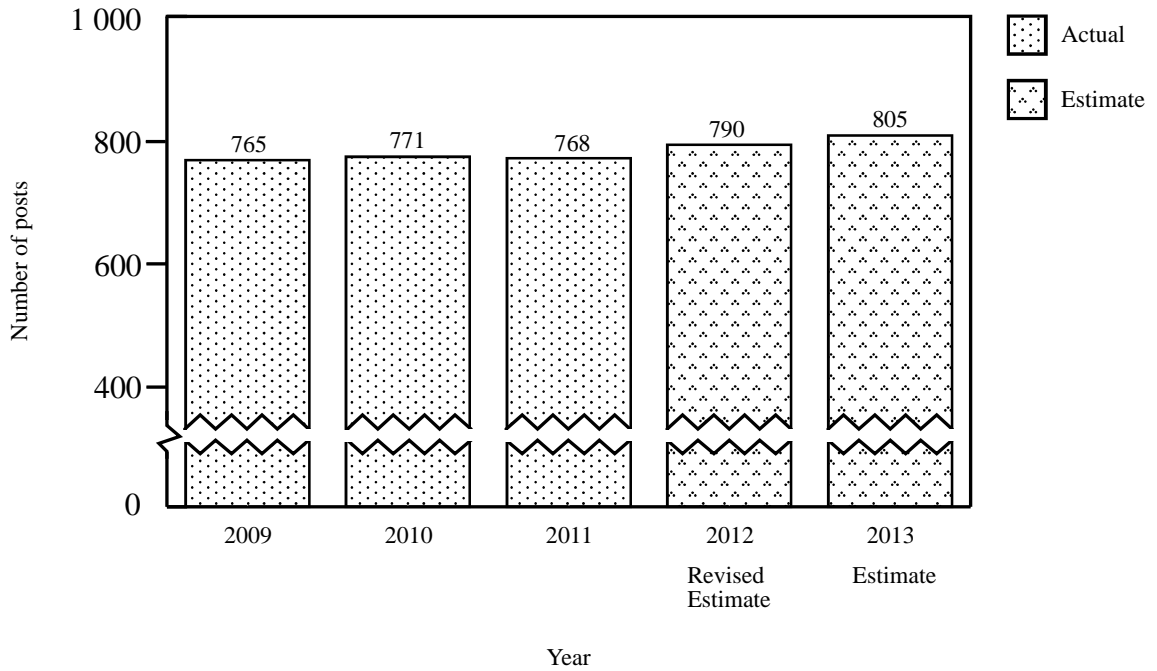 1 000
800
600
400
0
Number of posts
765
771
768
790
805
2009
2010
2011
2012
2013
Revised
Estimate
Estimate
Year
Actual
Estimate